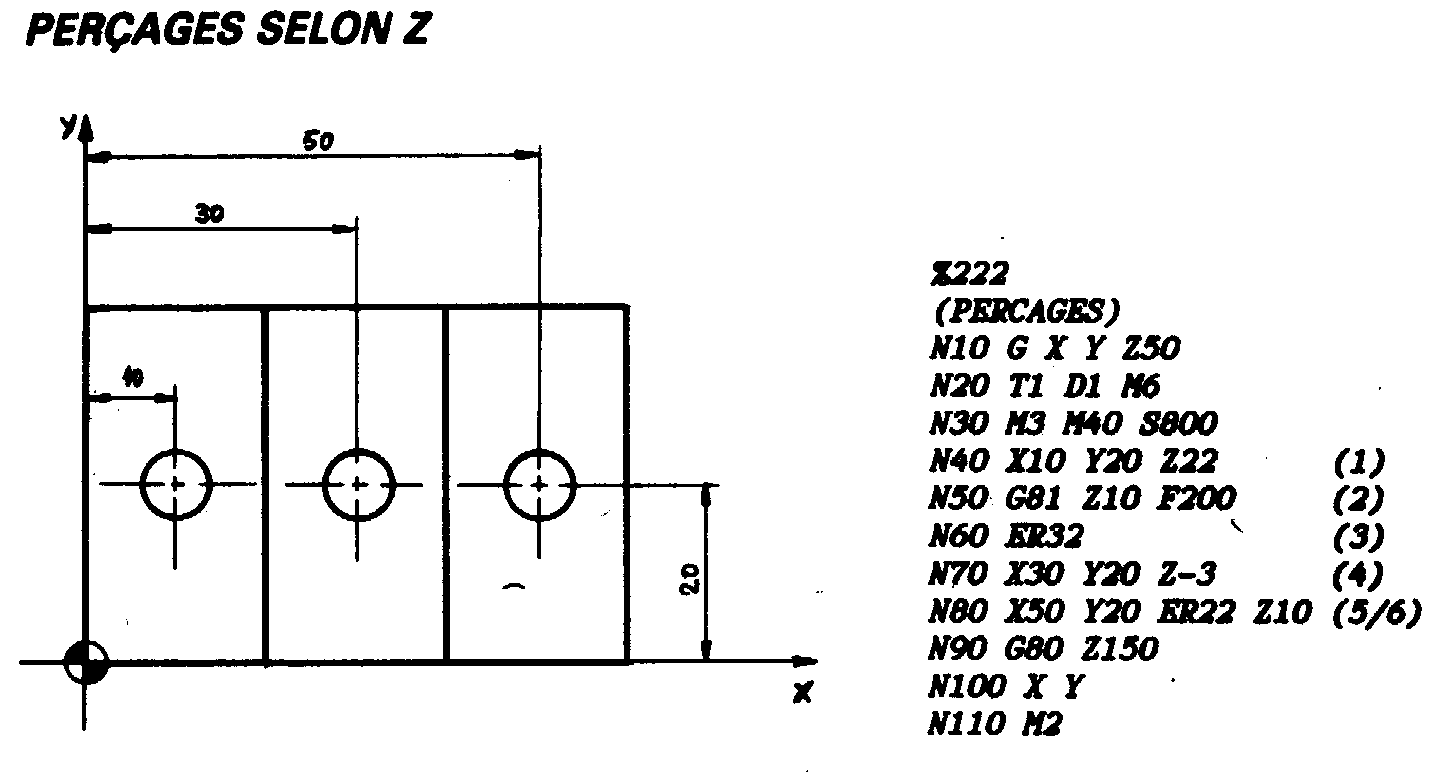 PERÇAGES SELON Z
Y
50
30
10
20
X
%222
(PERCAGES)
N10 G X Y Z50
N20 T1 D1 M6
N30 M3 M40 S800
N40 X10 Y20 Z22 (1)
N50 G81 Z10 F200 (2)
N60 ER32 (3)
N70 X30 Y20 Z-3 (4)
N80 X50 Y20 ER22 Z10 (5/6)
N90 G80 Z150
N100 X Y
N110 M2